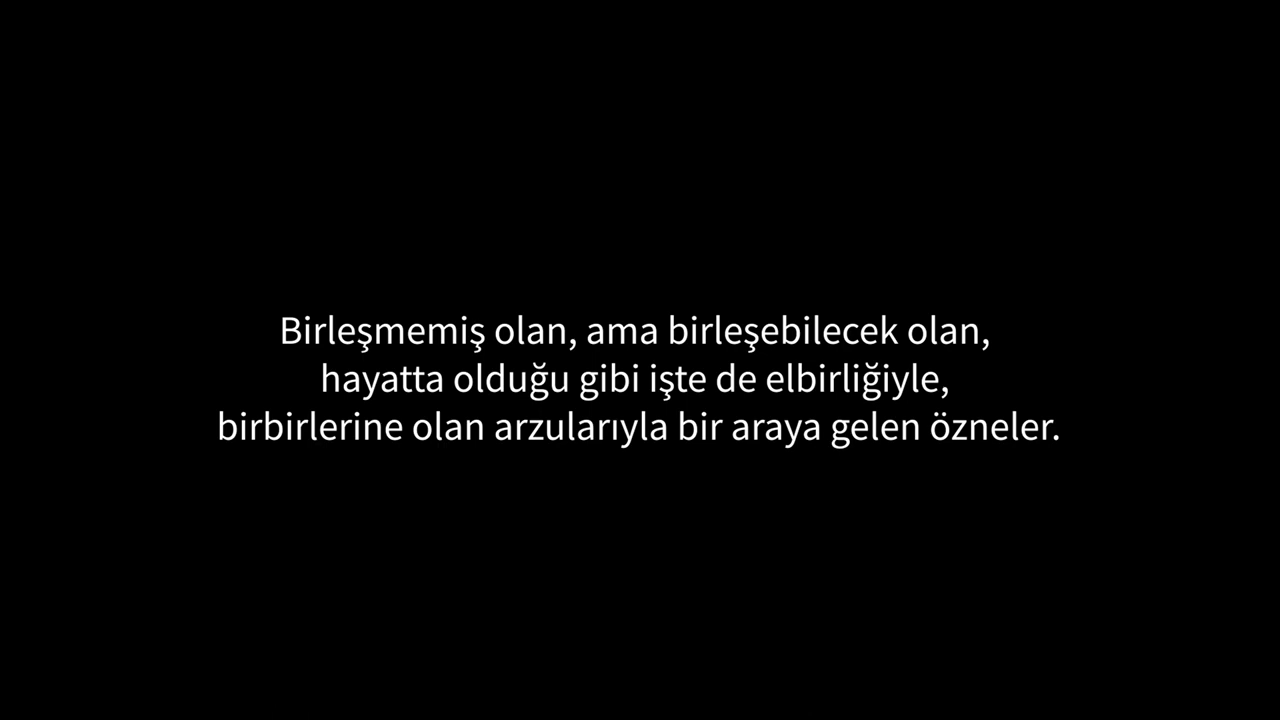 Birleşmemiş olan, ama birleşebilecek olan,
hayatta olduğu gibi işte de elbirliğiyle,
birbirlerine olan arzularıyla bir araya gelen özneler.